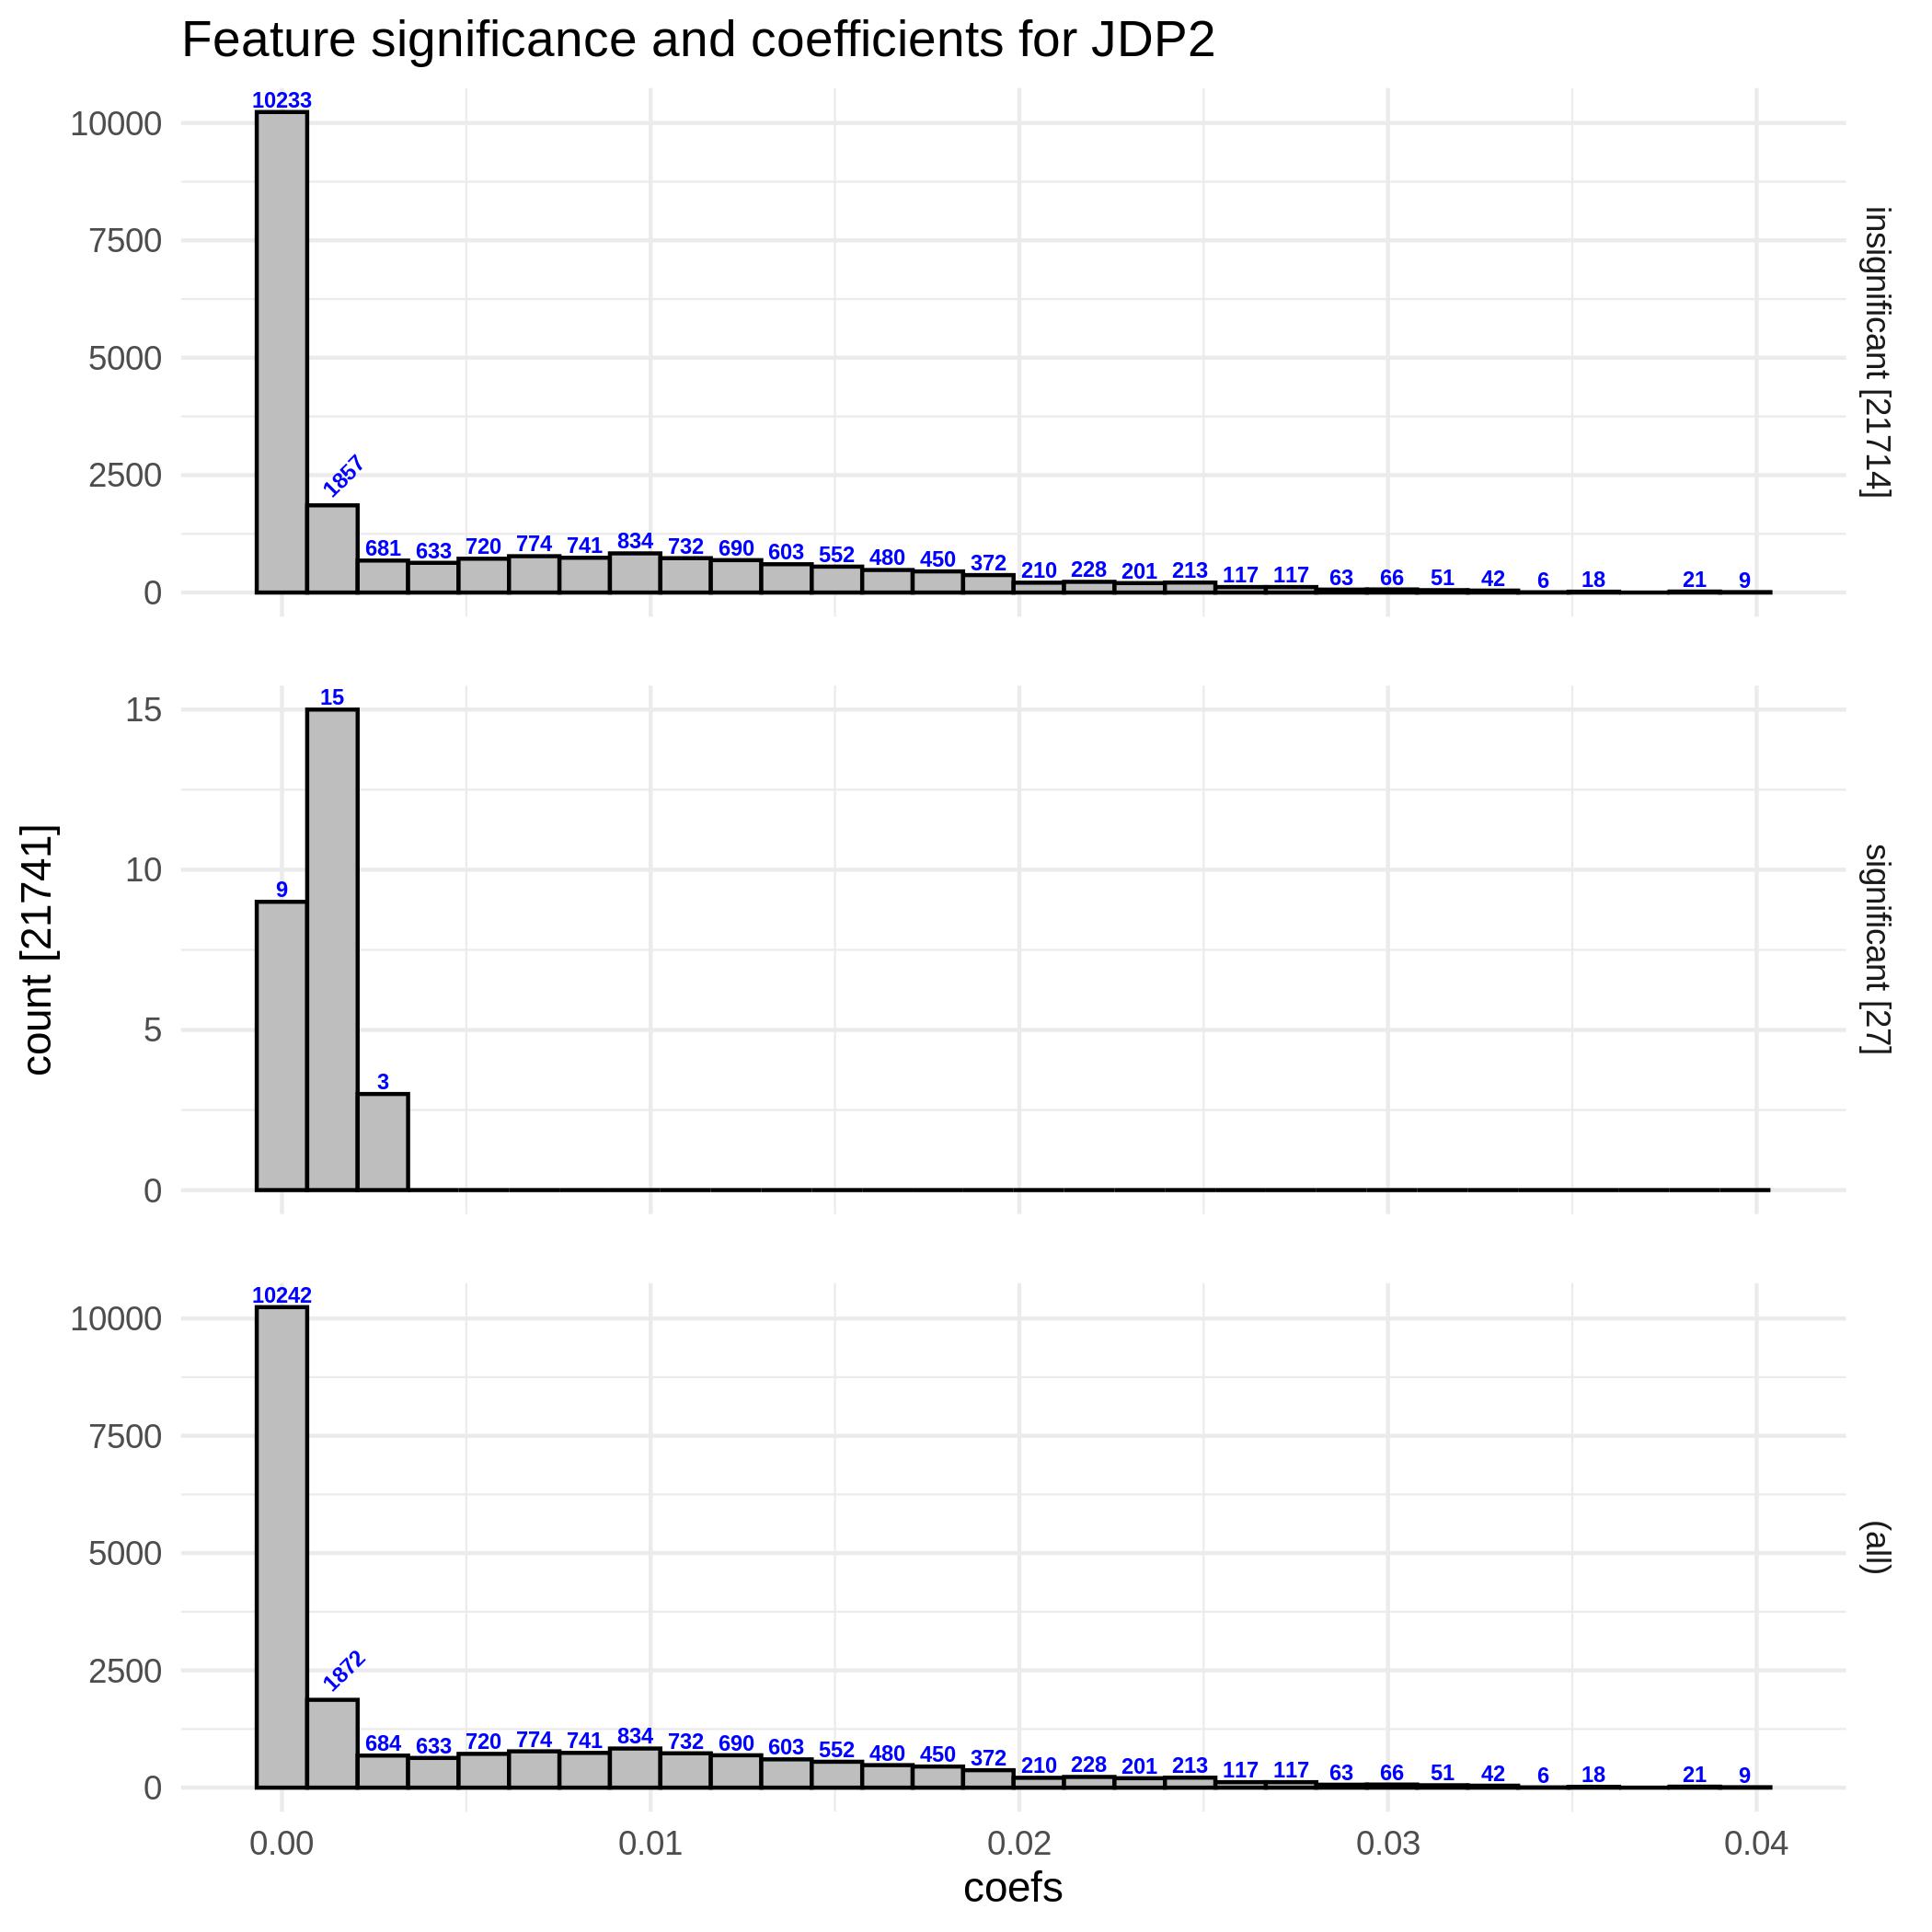 Feature significance and coefficients for JDP2
10233
10000
7500
5000
2500
0
1857
681 633 720 774 741 834 732 690 603 552 480 450 372 210 228 201 213 117 117 63 66 51 42 6 18 21 9
insignificant [21714]
15
15
10
9
5
3
0
significant [27]
count [21741]
10242
10000
7500
5000
2500
0
1872
684 633 720 774 741 834 732 690 603 552 480 450 372 210 228 201 213 117 117 63 66 51 42 6 18 21 9
(all)
0.00 0.01 0.02 0.03 0.04
coefs